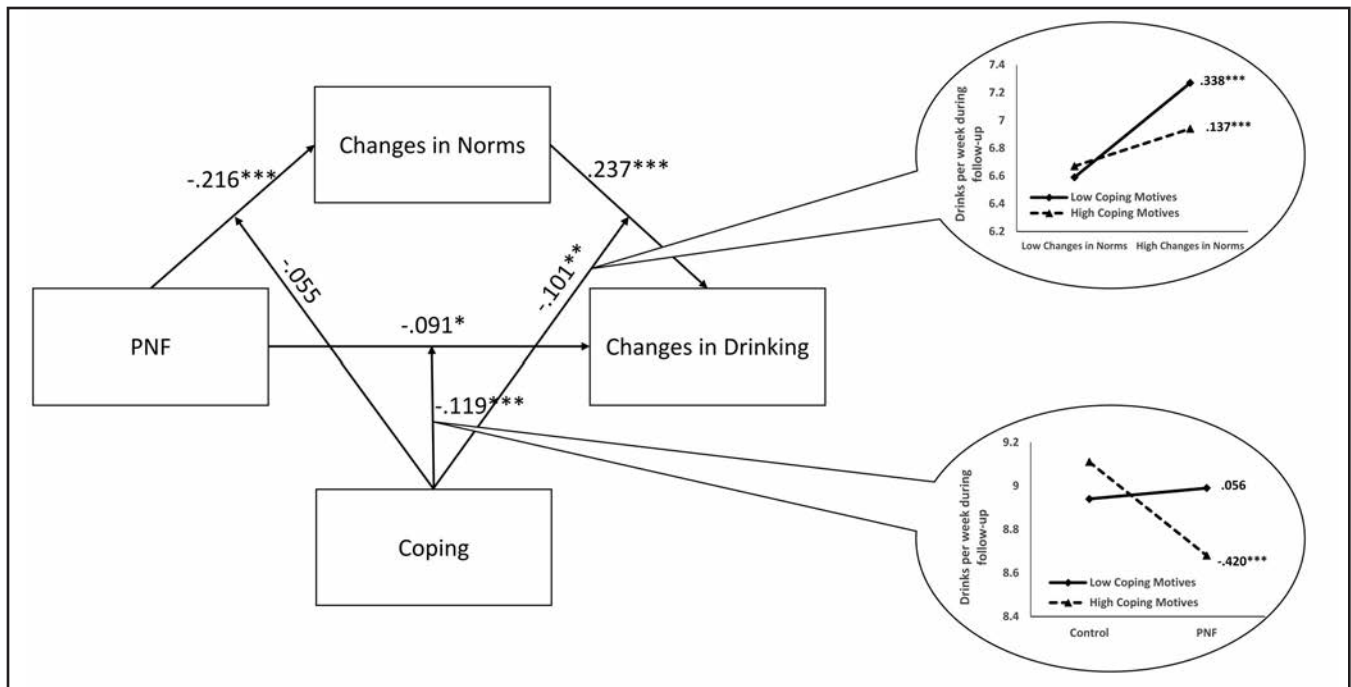 Changes in Norms
-.216***
.237***
-.055
-.101**
PNF
-.091*
Changes in Drinking
-.119***
Coping
Drinks per week during
follow-up
7.4
7.2
7
6.8
6.6
6.4
6.2
.338***
.137***
Low Coping Motives
High Coping Motives
Low Changes in Norms High Changes in Norms
Drinks per week during
follow-up
9.2
9
8.8
8.6
8.4
.056
-.420***
Low Coping Motives
High Coping Motives
Control PNF